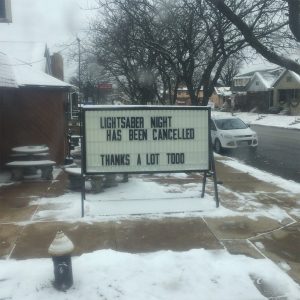 LIGHTSABER NIGHT
HAS BEEN CANCELLED
THANKS A LOT TODD